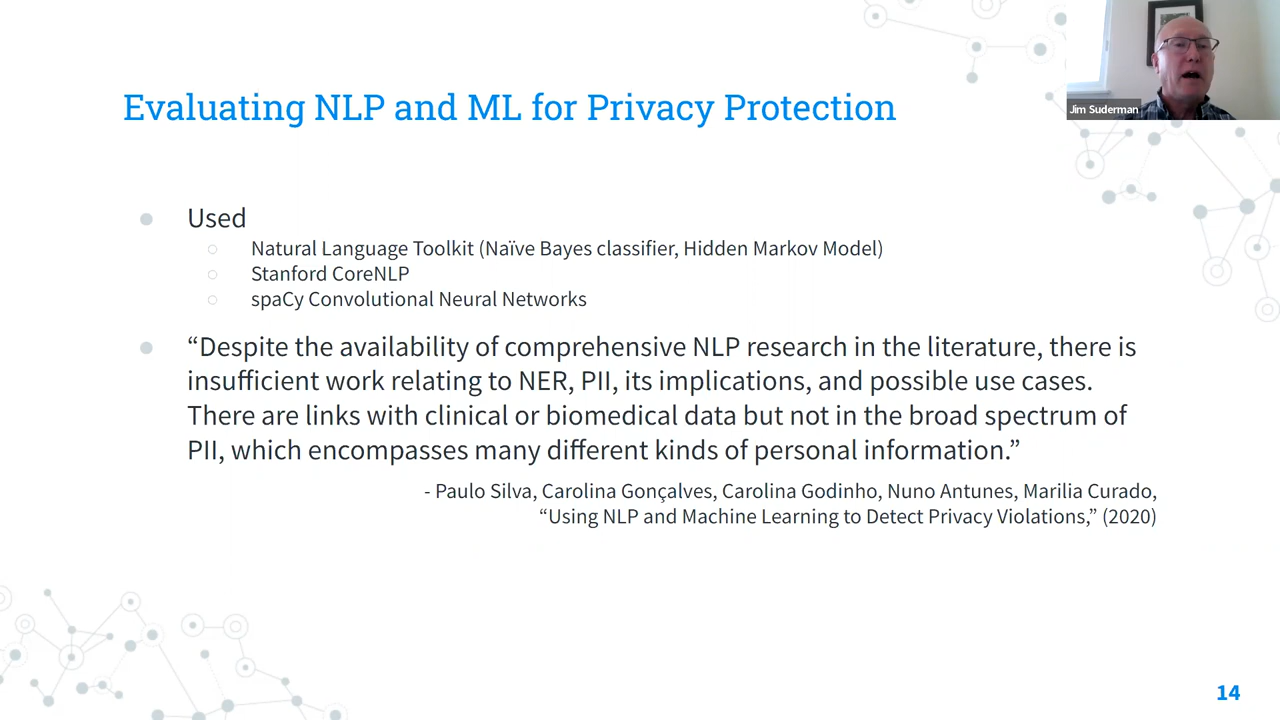 Evaluating NLP and ML for Privacy Protection
Jim Suderman
Used
Natural Language Toolkit (Naïve Bayes classifier, Hidden Markov Model)
Stanford CoreNLP
spaCy Convolutional Neural Networks
“Despite the availability of comprehensive NLP research in the literature, there is
insufficient work relating to NER, PII, its implications, and possible use cases.
There are links with clinical or biomedical data but not in the broad spectrum of
PII, which encompasses many different kinds of personal information.”
- Paulo Silva, Carolina Gonçalves, Carolina Godinho, Nuno Antunes, Marilia Curado,
“Using NLP and Machine Learning to Detect Privacy Violations,” (2020)
14